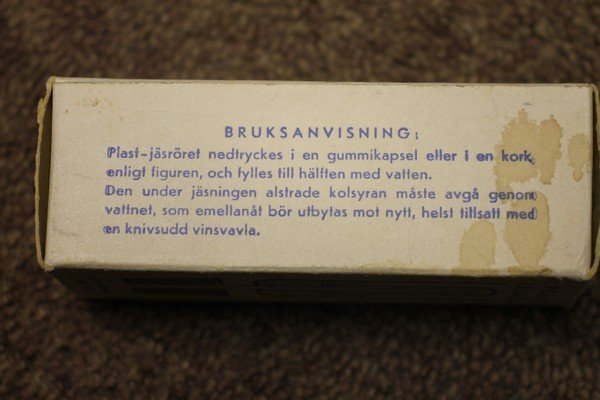 BRUKSANVISNING:
Plast-jäsröret nedtryckes i en gummikapsel eller i en kork,
enligt figuren, och fylles till hälften med vatten.
Den under jäsningen alstrade kolsyran måste avgå genom
vattnet, som emellanåt bör utbytas mot nytt, helst tillsatt med
en knivsudd vinsvavla.